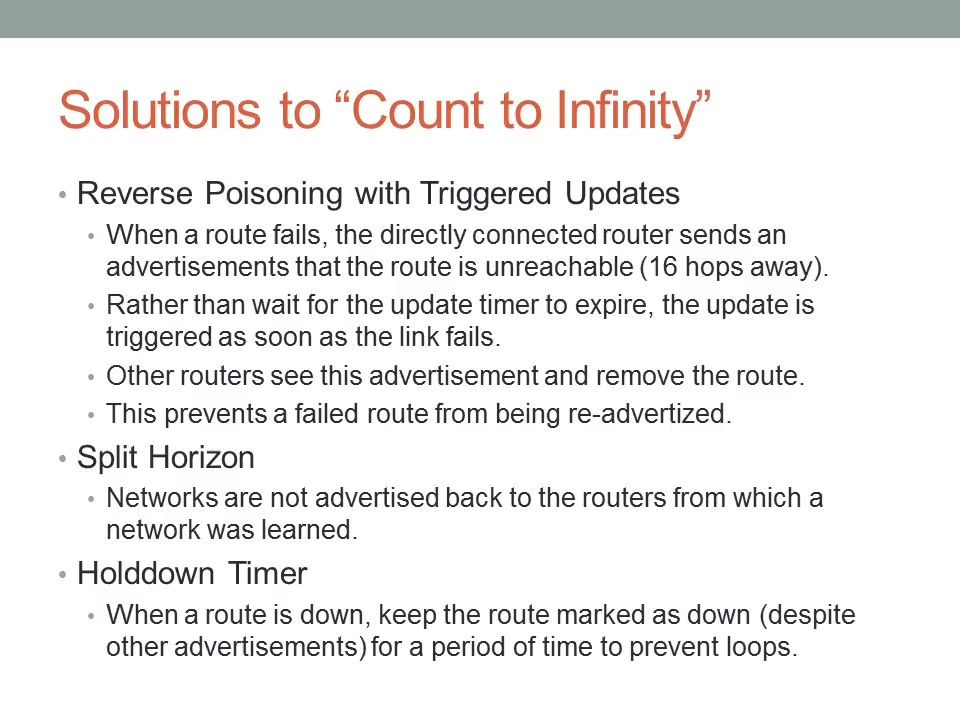 Solutions to “Count to Infinity”
• Reverse Poisoning with Triggered Updates
• When a route fails, the directly connected router sends an
advertisements that the route is unreachable (16 hops away).
• Rather than wait for the update timer to expire, the update is
triggered as soon as the link fails.
• Other routers see this advertisement and remove the route.
• This prevents a failed route from being re-advertized.
• Split Horizon
• Networks are not advertised back to the routers from which a
network was learned.
• Holddown Timer
• When a route is down, keep the route marked as down (despite
other advertisements) for a period of time to prevent loops.